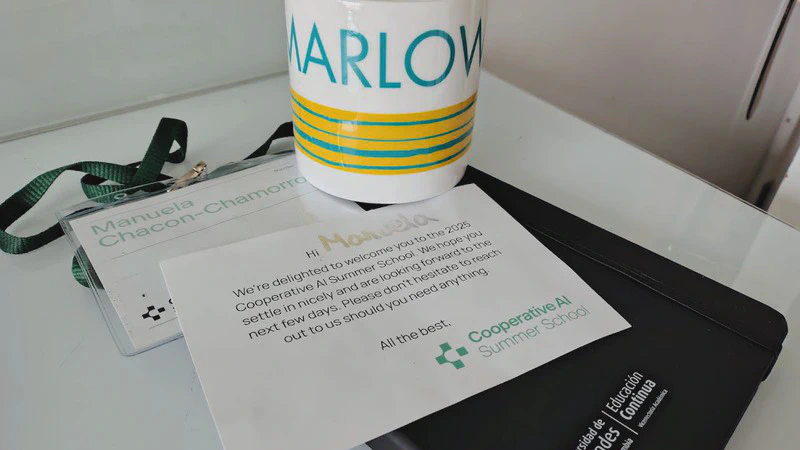 MARLOW
Manuela
Chacon-Chamorro
Hi Manuela
We're delighted to welcome you to the 2025
Cooperative AI Summer School. We hope you
settle in nicely and are looking forward to the
next few days. Please don't hesitate to reach
out to us should you need anything.
All the best,
Cooperative AI
Summer School
Educación
Continua
Vicerrectoría Académica